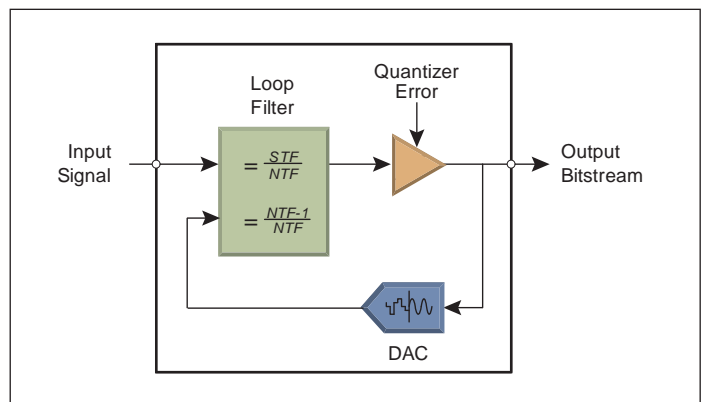 Quantizer
Error
Loop
Filter
Input
Signal
= STF/NTF
= NTF-1/NTF
Output
Bitstream
DAC